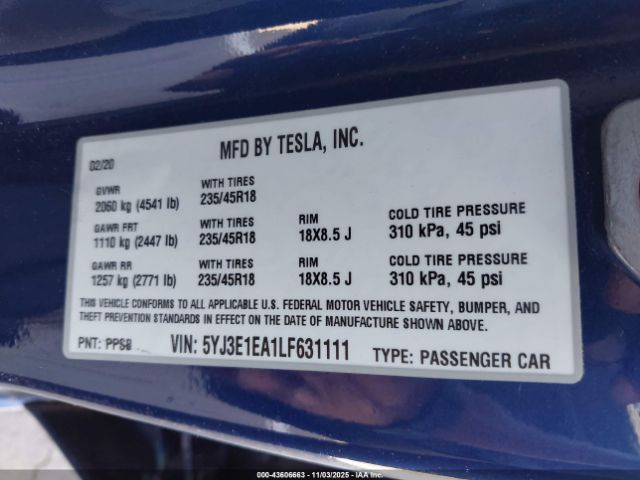 MFD BY TESLA, INC.
02/20
GVWR WITH TIRES
2060 kg (4541 lb) 235/45R18
GAWR FRT WITH TIRES RIM COLD TIRE PRESSURE
1110 kg (2447 lb) 235/45R18 18X8.5 J 310 kPa, 45 psi
GAWR RR WITH TIRES RIM COLD TIRE PRESSURE
1257 kg (2771 lb) 235/45R18 18X8.5 J 310 kPa, 45 psi
THIS VEHICLE CONFORMS TO ALL APPLICABLE U.S. FEDERAL MOTOR VEHICLE SAFETY, BUMPER, AND
THEFT PREVENTION STANDARDS IN EFFECT ON THE DATE OF MANUFACTURE SHOWN ABOVE.
PNT: VIN: 5YJ3E1EA1LF631111 TYPE: PASSENGER CAR
© 2000-43606663 - 11/03/2025 - IAAI.COM